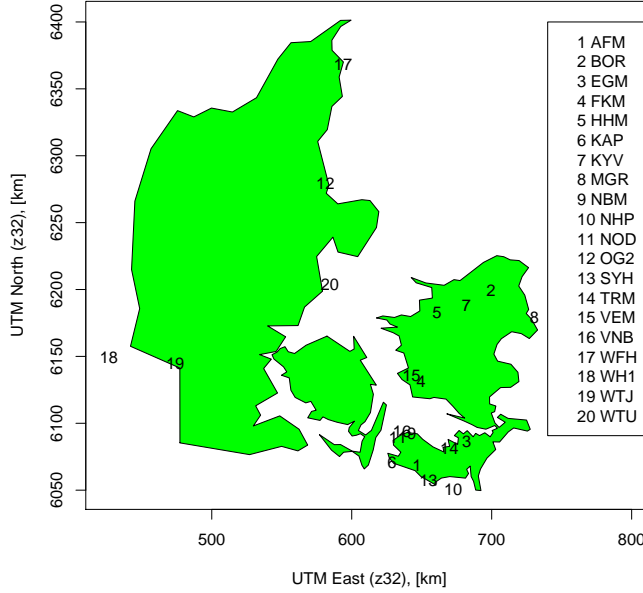 6400
6350
6300
6250
6200
6150
6100
6050
UTM North (z32), [km]
500
600
700
800
UTM East (z32), [km]
17
12
20
2
7
5
8
18
19
15
4
16
11
9
3
14
6
1
13
10
1 AFM
2 BOR
3 EGM
4 FKM
5 HHM
6 KAP
7 KYV
8 MGR
9 NBM
10 NHP
11 NOD
12 OG2
13 SYH
14 TRM
15 VEM
16 VNB
17 WFH
18 WH1
19 WTJ
20 WTU